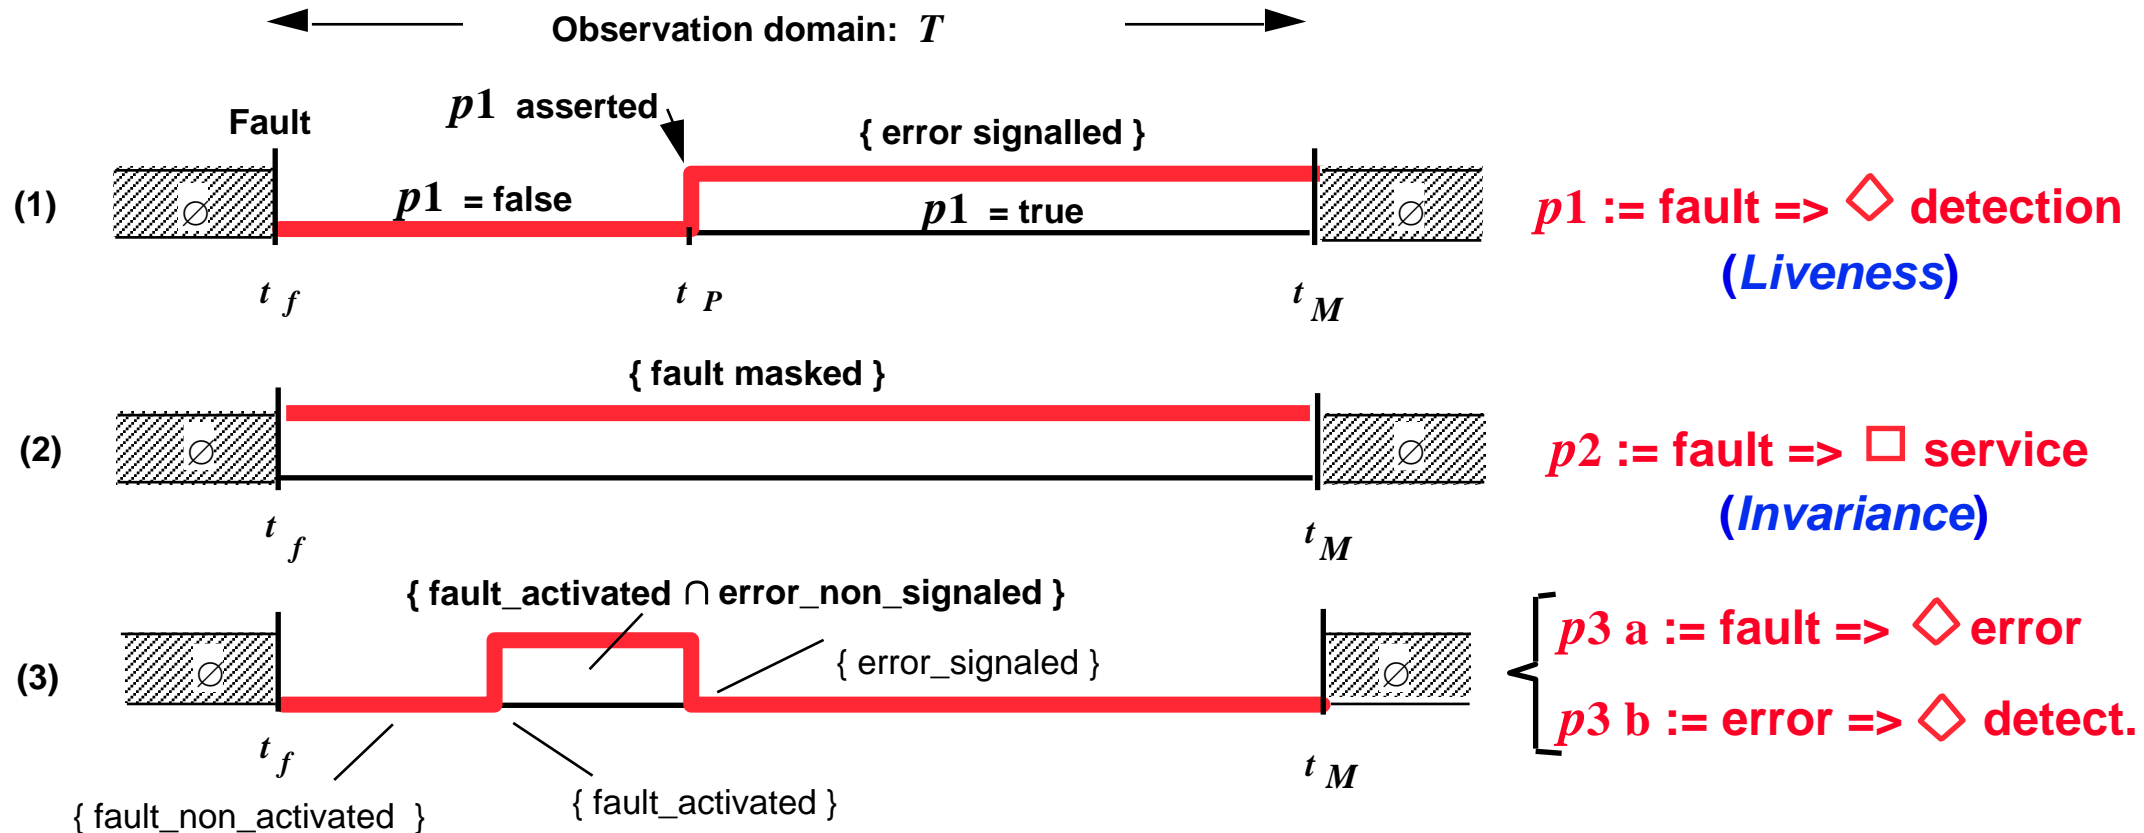 Observation domain: T
Fault
p1 asserted
{ error signalled }
(1)
∅
p1 = false
p1 = true
∅
p1 := fault => ◇ detection
(Liveness)
t f
t P
t M
{ fault masked }
(2)
∅
∅
p2 := fault => □ service
(Invariance)
t f
t M
{ fault_activated ∩ error_non_signaled }
(3)
∅
{ error_signaled }
∅
p3 a := fault => ◇ error
p3 b := error => ◇ detect.
t f
t M
{ fault_non_activated }
{ fault_activated }